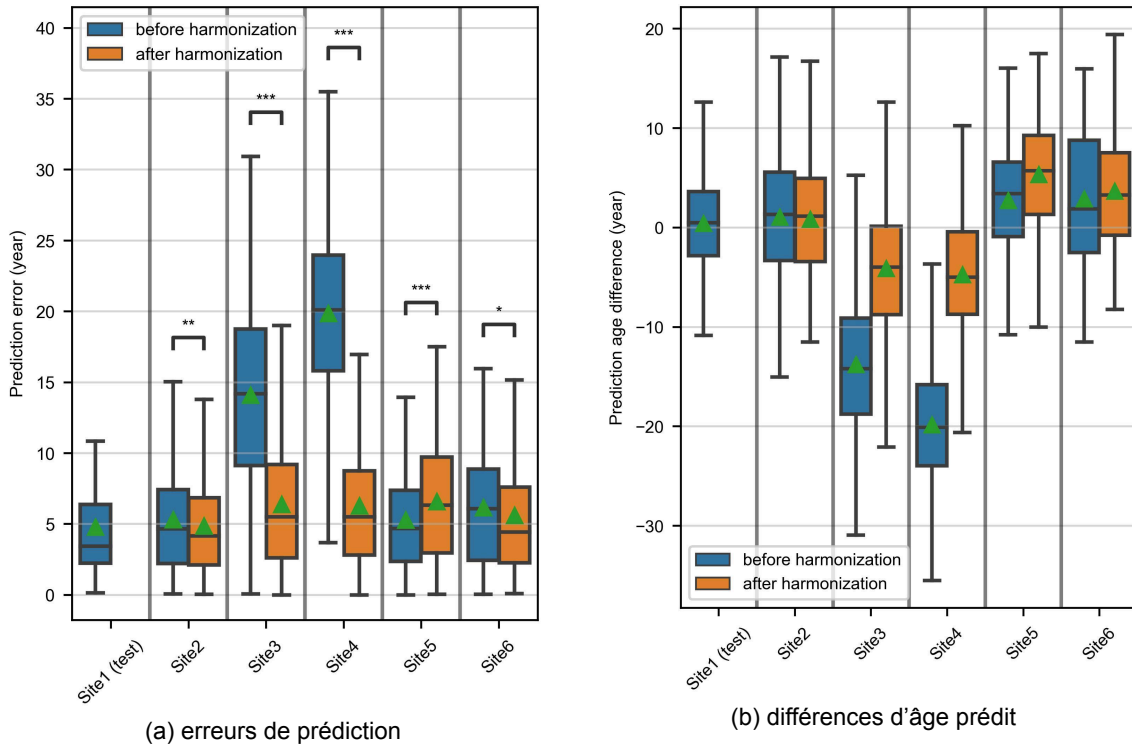 before harmonization
after harmonization
Prediction error (year)
40
35
30
25
20
15
10
5
0
***
***
**
***
*
Site1 (test)
Site2
Site3
Site4
Site5
Site6
(a) erreurs de prédiction
Prediction age difference (year)
20
10
0
−10
−20
−30
before harmonization
after harmonization
Site1 (test)
Site2
Site3
Site4
Site5
Site6
(b) différences d'âge prédit